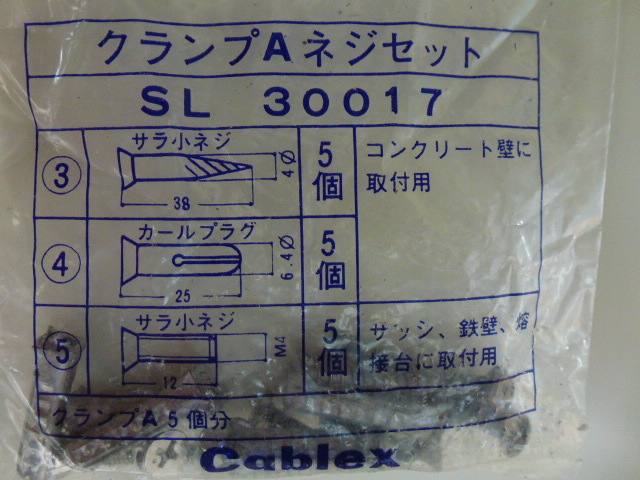 クランプAネジセット
SL 30017
③ サラ小ネジ 38 4Ø 5個 コンクリート壁に
取付用
④ カールプラグ 25 6.4Ø 5個
⑤ サラ小ネジ 12 M4 5個 サッシ、鉄壁、熔
接台に取付用
クランプA 5個分
Cablex